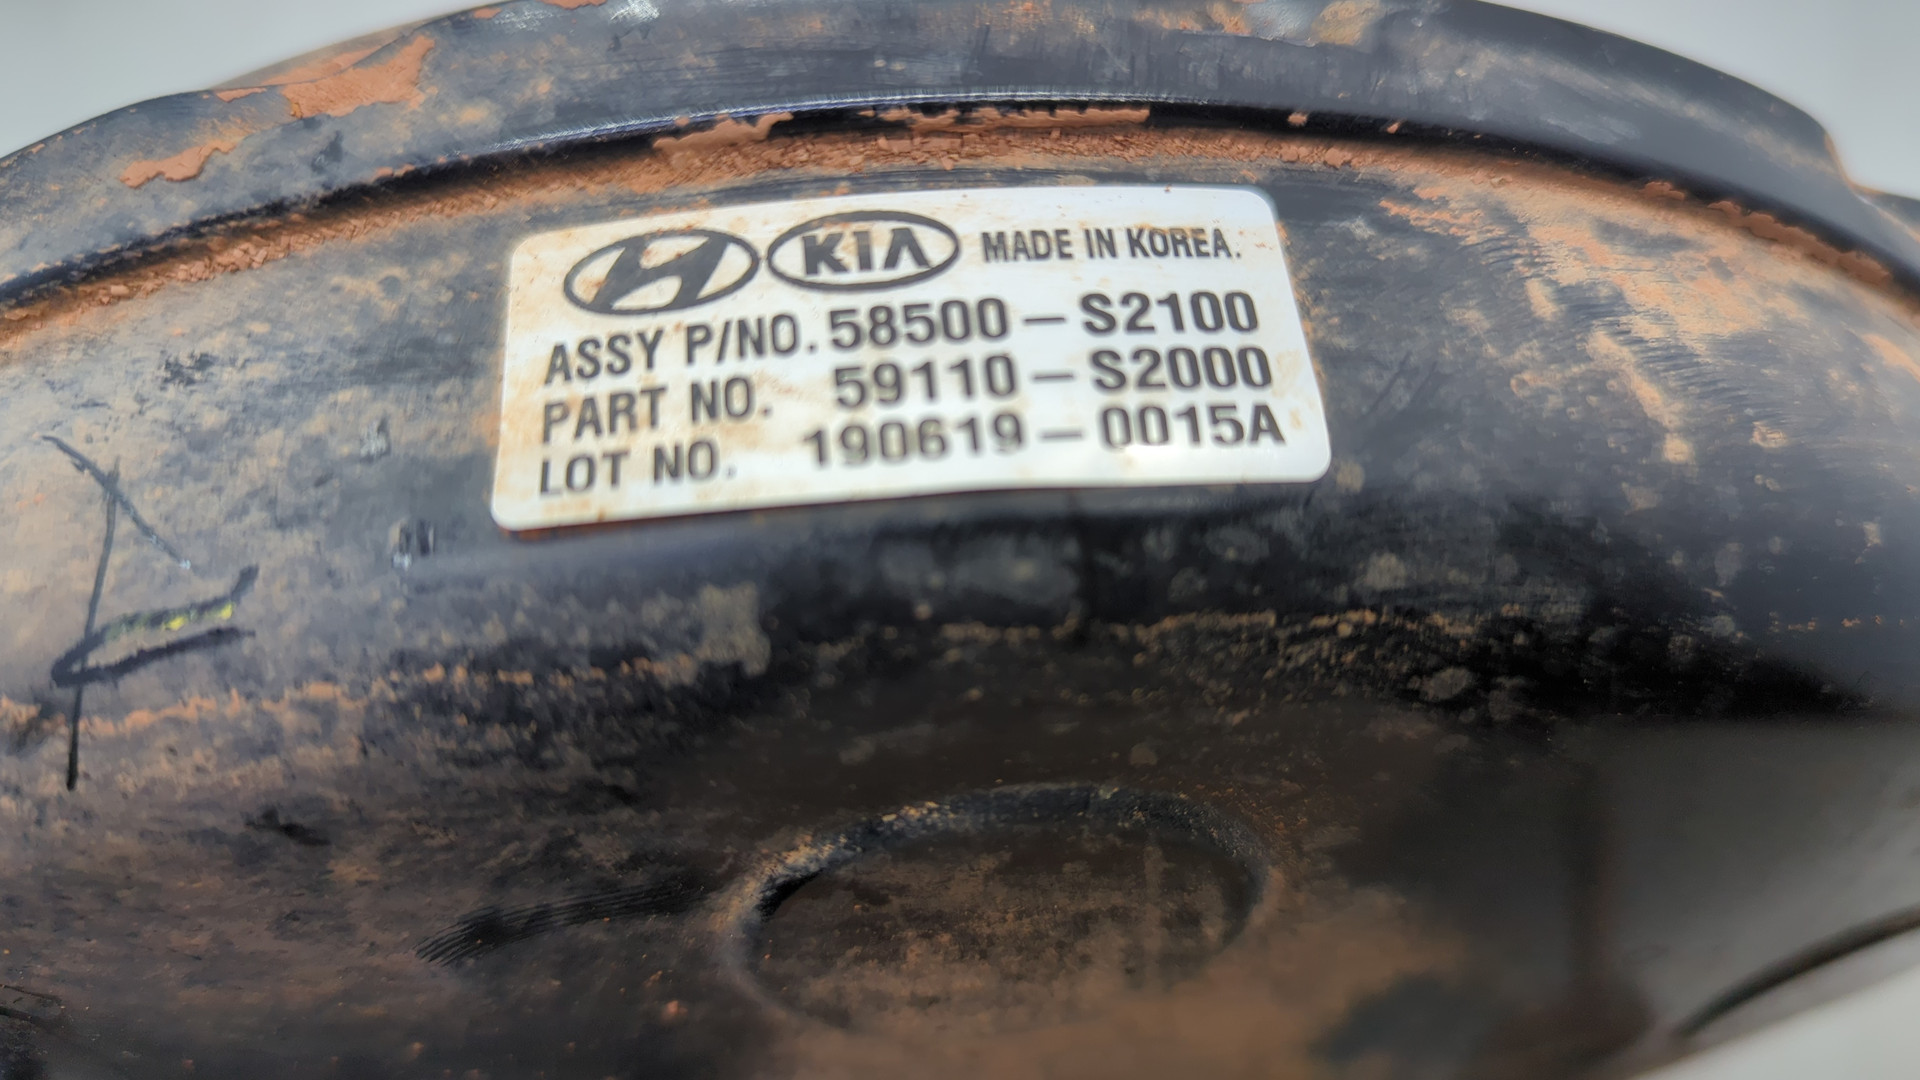 KIA MADE IN KOREA.
ASSY P/NO. 58500-S2100
PART NO. 59110-S2000
LOT NO. 190619-0015A